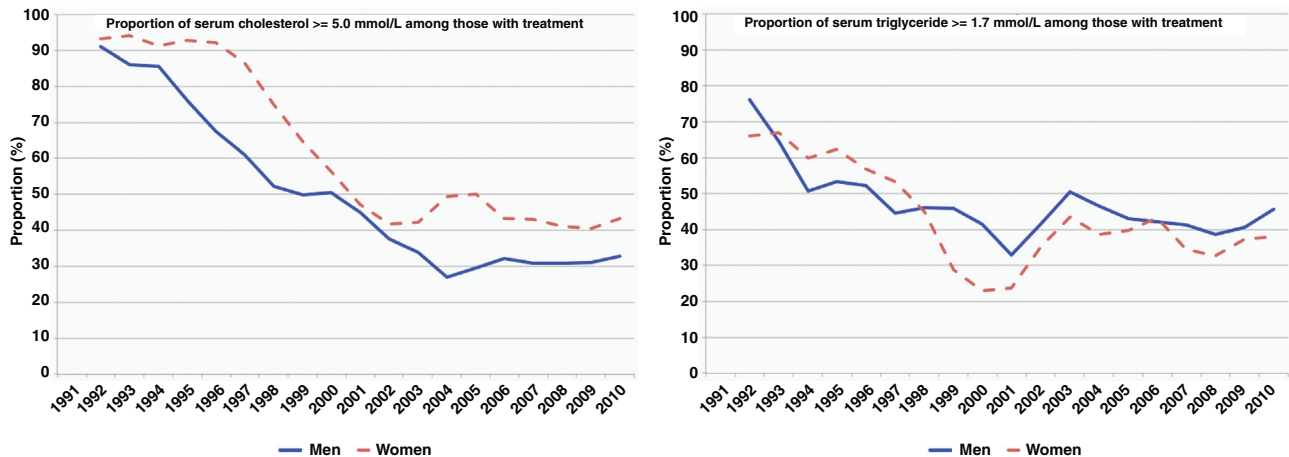 Proportion of serum cholesterol >= 5.0 mmol/L among those with treatment
Proportion (%)
100
90
80
70
60
50
40
30
20
10
0
1991 1992 1993 1994 1995 1996 1997 1998 1999 2000 2001 2002 2003 2004 2005 2006 2007 2008 2009 2010
Men Women
Proportion of serum triglyceride >= 1.7 mmol/L among those with treatment
Proportion (%)
100
90
80
70
60
50
40
30
20
10
0
1991 1992 1993 1994 1995 1996 1997 1998 1999 2000 2001 2002 2003 2004 2005 2006 2007 2008 2009 2010
Men Women